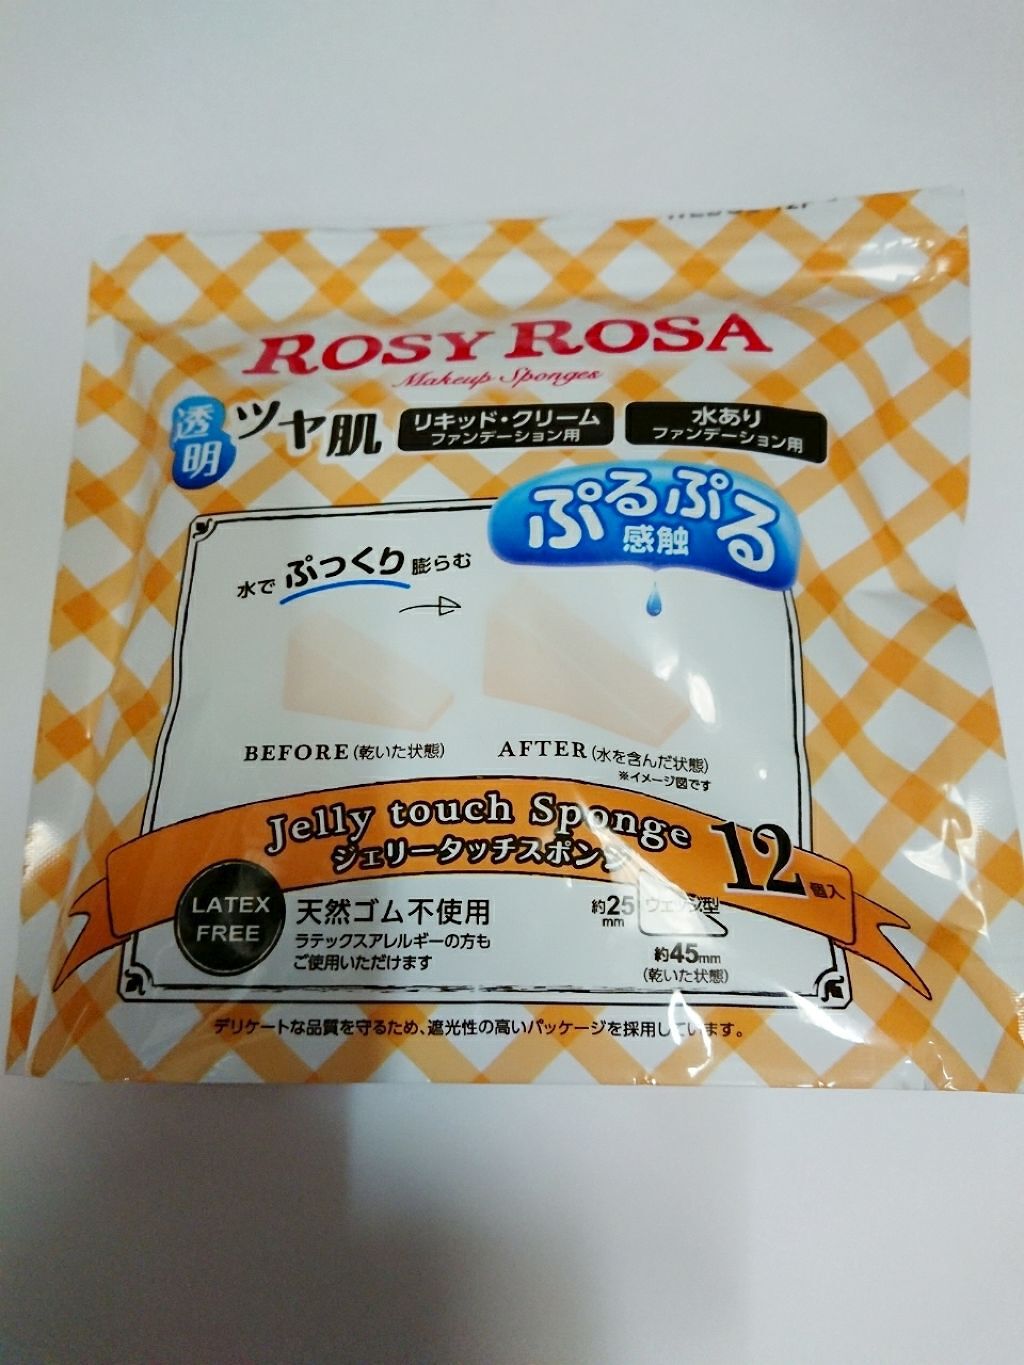 ROSY ROSA
Makeup Sponges
透明
ツヤ肌
リキッド・クリーム
ファンデーション用
水あり
ファンデーション用
ぷるぷる
感触
水でぷっくり膨らむ
BEFORE(乾いた状態)
AFTER(水を含んだ状態)
※イメージ図です
Jelly touch Sponge
ジェリータッチスポンジ
12個入
LATEX
FREE
天然ゴム不使用
ラテックスアレルギーの方も
ご使用いただけます
約25
mm
ウェッジ型
約45mm
(乾いた状態)
デリケートな品質を守るため、遮光性の高いパッケージを採用しています。